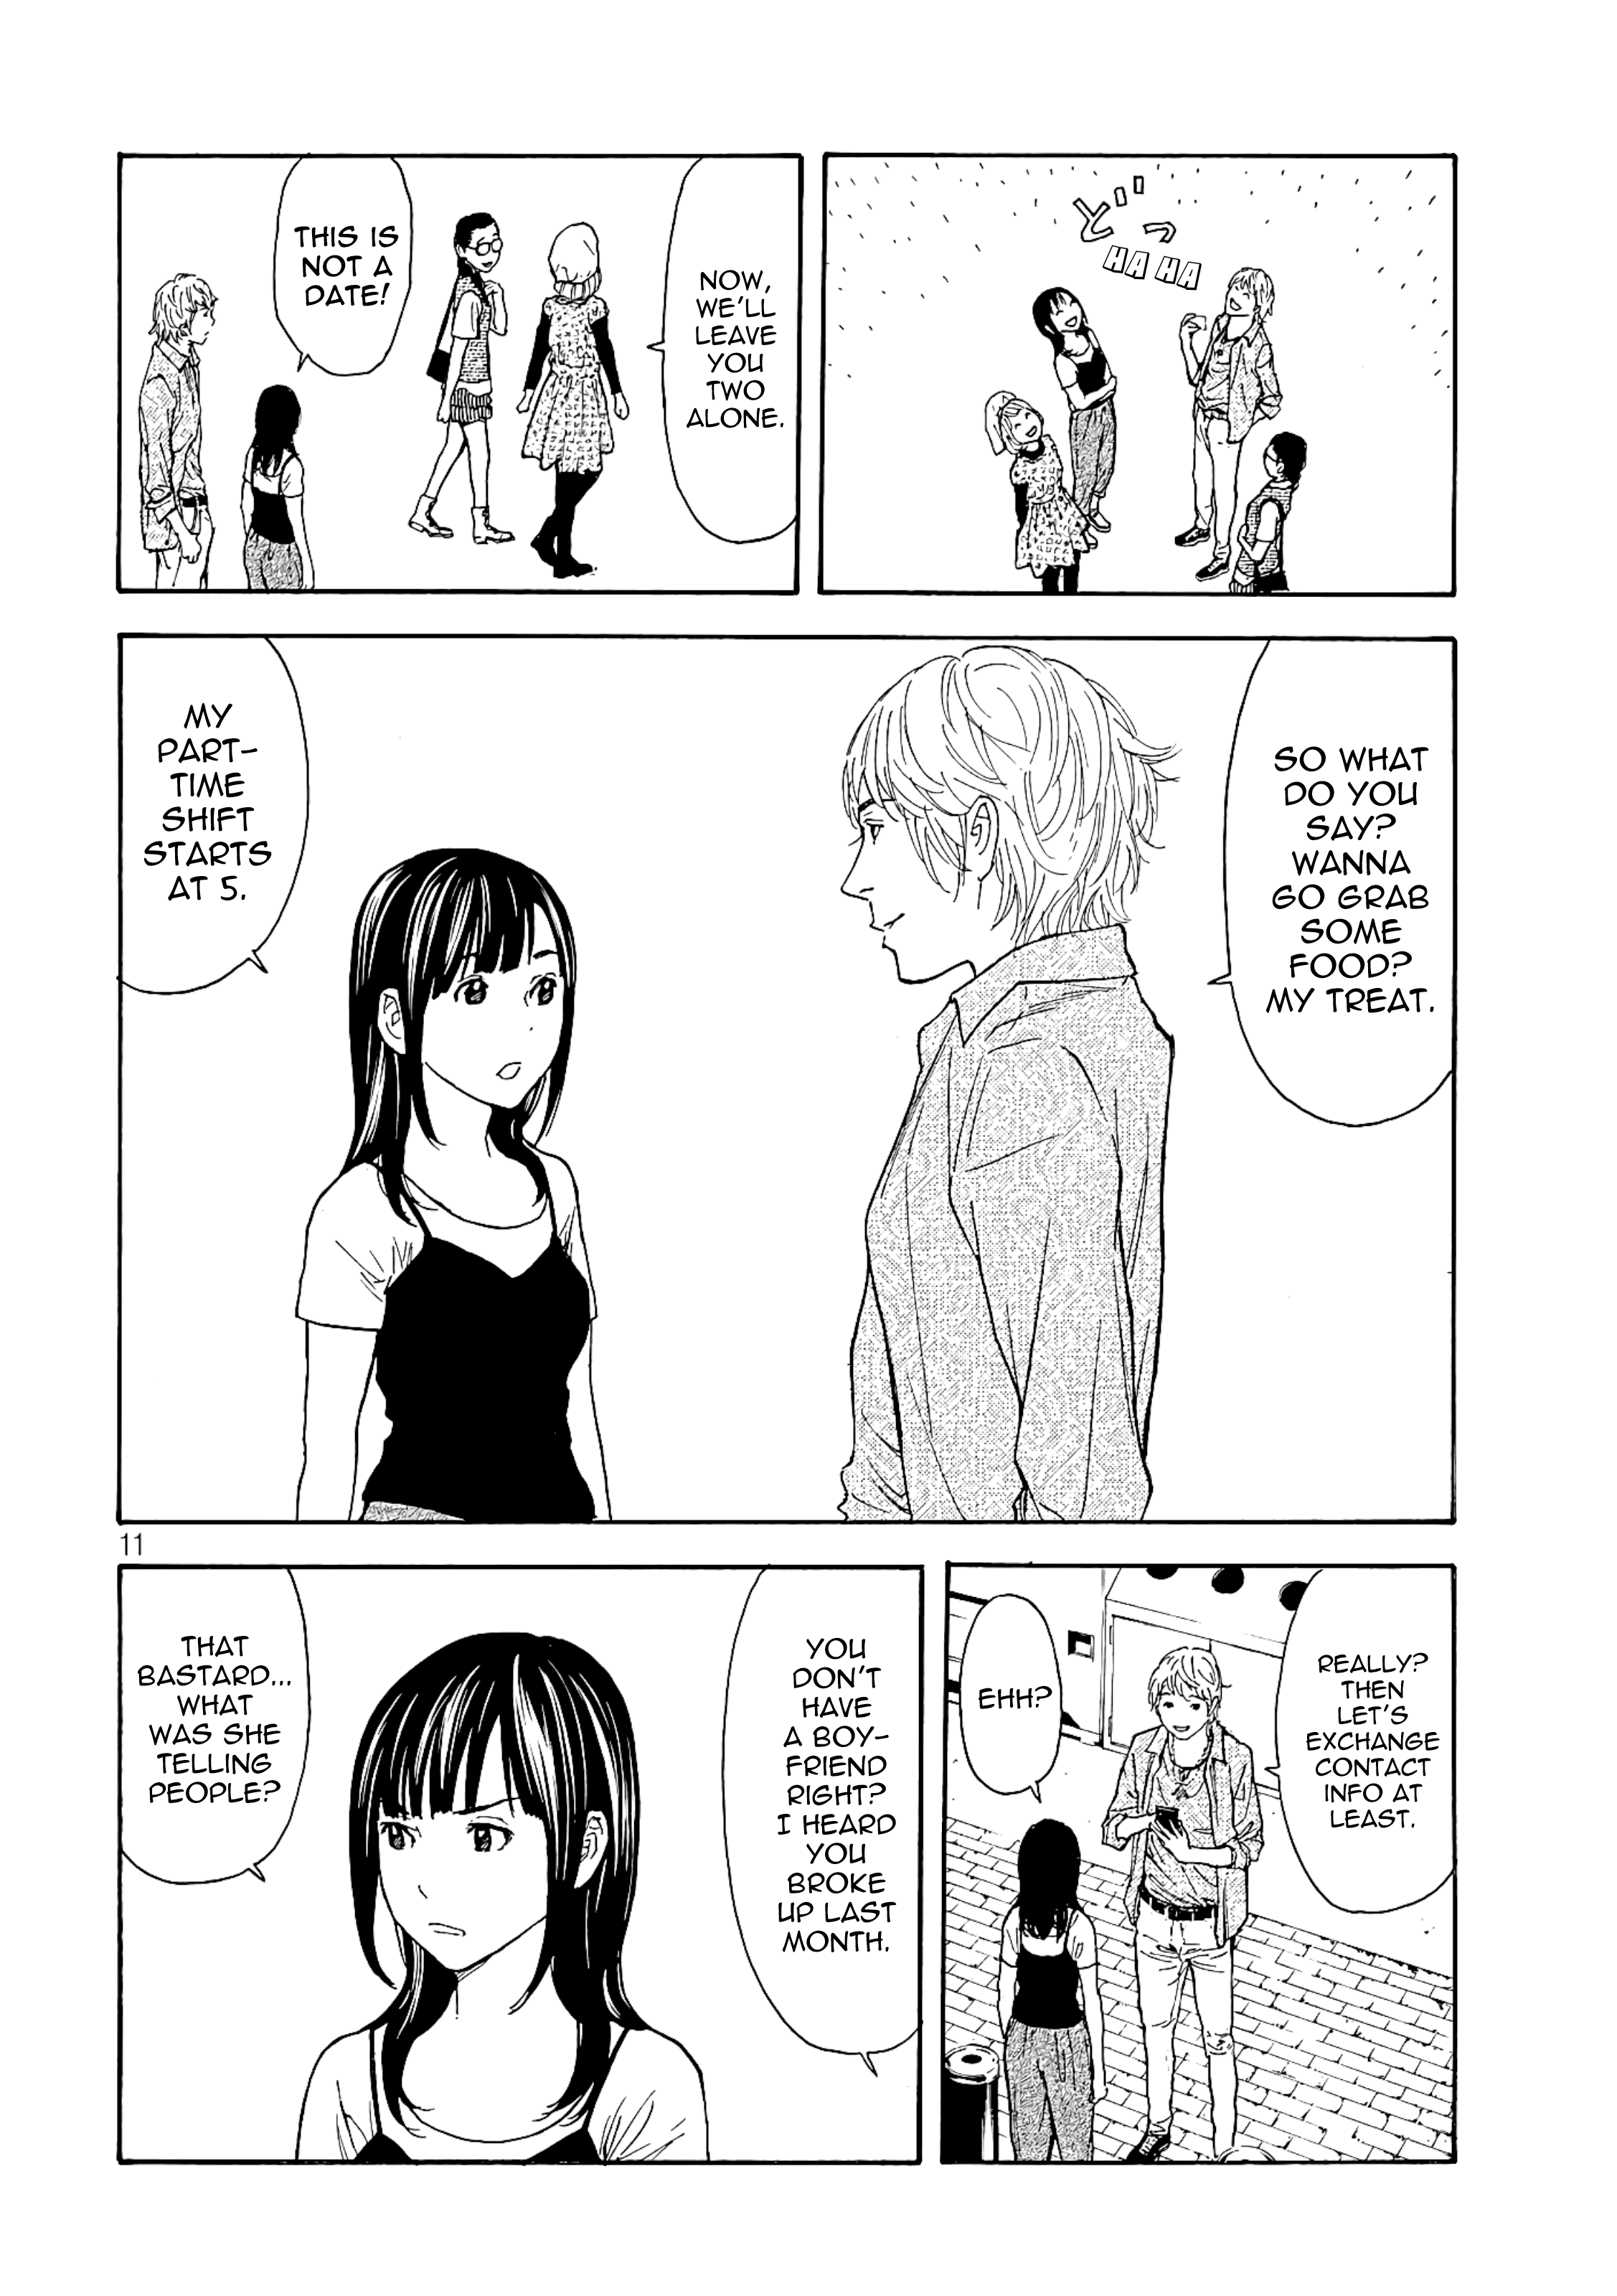 どっ
HA HA
NOW,
WE'LL
LEAVE
YOU
TWO
ALONE.
THIS IS
NOT A
DATE!
SO WHAT
DO YOU
SAY?
WANNA
GO GRAB
SOME
FOOD?
MY TREAT.
MY
PART-
TIME
SHIFT
STARTS
AT 5.
11
REALLY?
THEN
LET'S
EXCHANGE
CONTACT
INFO AT
LEAST.
EHH?
YOU
DON'T
HAVE
A BOY-
FRIEND
RIGHT?
I HEARD
YOU
BROKE
UP LAST
MONTH.
THAT
BASTARD...
WHAT
WAS SHE
TELLING
PEOPLE?